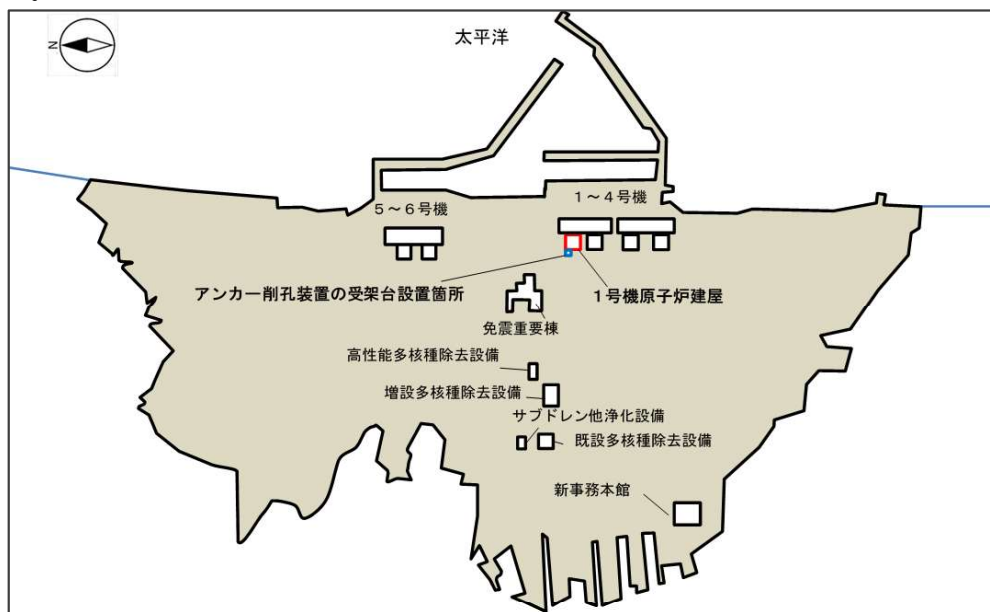 太平洋
N
1～4号機
5～6号機
アンカー削孔装置の受架台設置箇所
1号機原子炉建屋
免震重要棟
高性能多核種除去設備
増設多核種除去設備
サブドレン他浄化設備
既設多核種除去設備
新事務本館